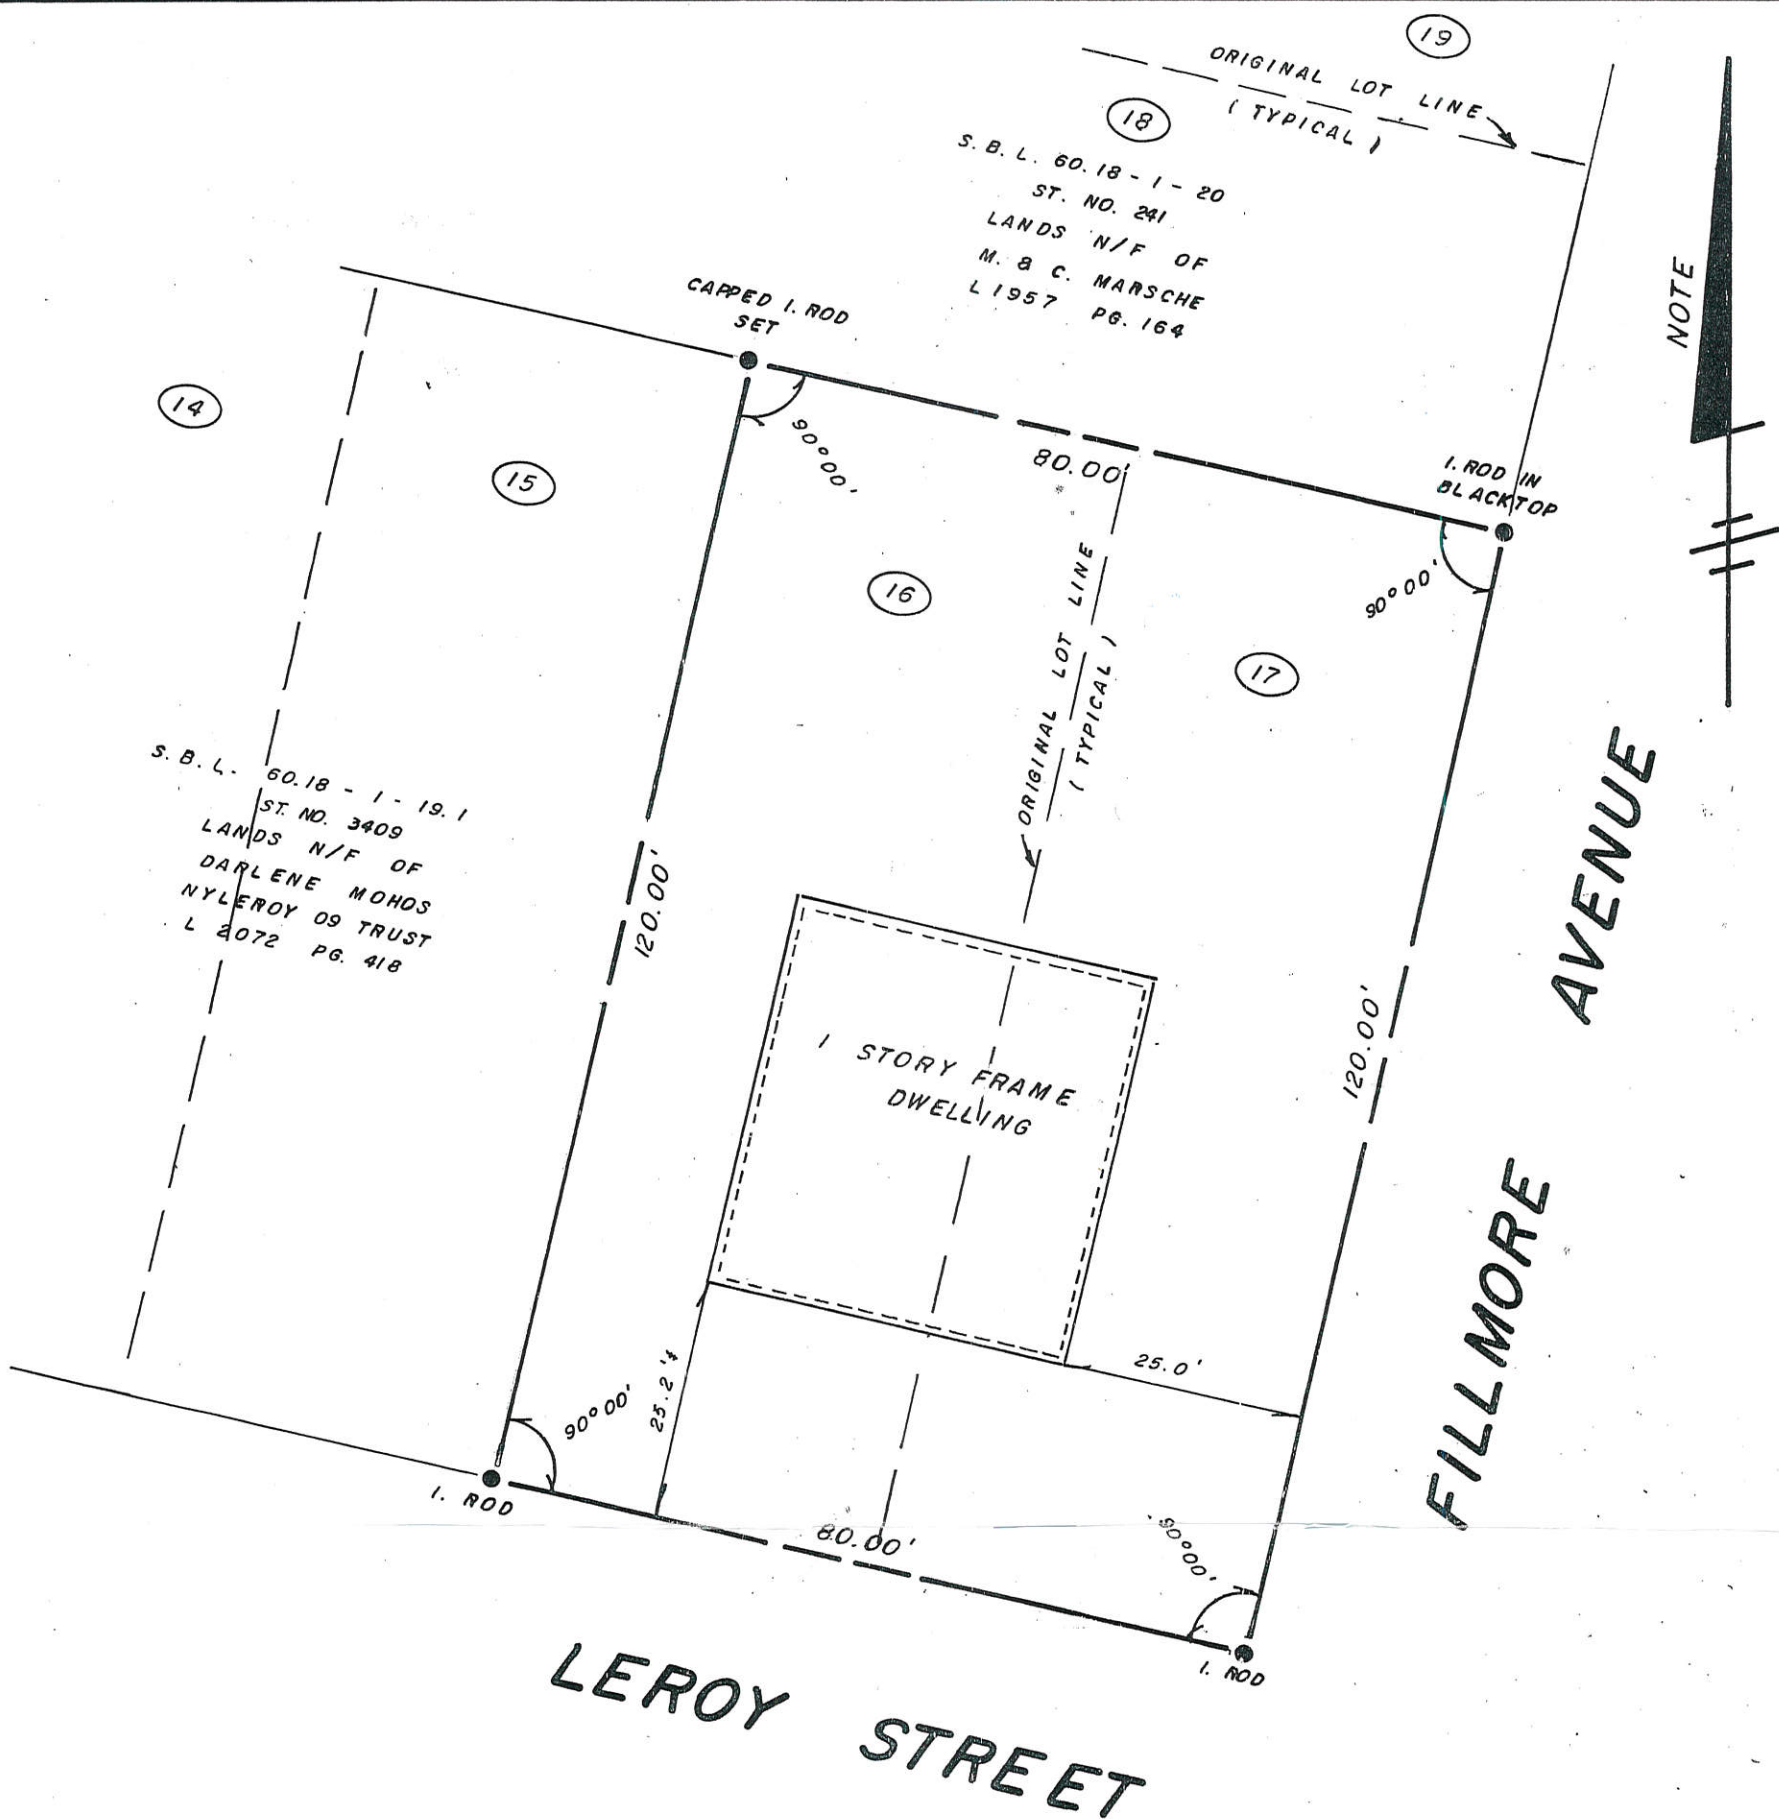 19
ORIGINAL LOT LINE
( TYPICAL )
18
S. B. L. 60.18 - 1 - 20
ST. NO. 241
LANDS N/F OF
M. & C. MARSCHE
L 1957 PG. 164
NOTE
CAPPED I. ROD
SET
14
90°00'
15
80.00'
I. ROD IN
BLACKTOP
16
90°00'
17
ORIGINAL LOT LINE
( TYPICAL )
S. B. L. 60.18 - 1 - 19.1
ST. NO. 3409
LANDS N/F OF
DARLENE MOHOS
NYLEROY 09 TRUST
L 2072 PG. 418
120.00'
120.00'
1 STORY FRAME
DWELLING
FILLMORE AVENUE
25.0'
25.2'±
90°00'
I. ROD
80.00'
90°00'
I. ROD
LEROY STREET